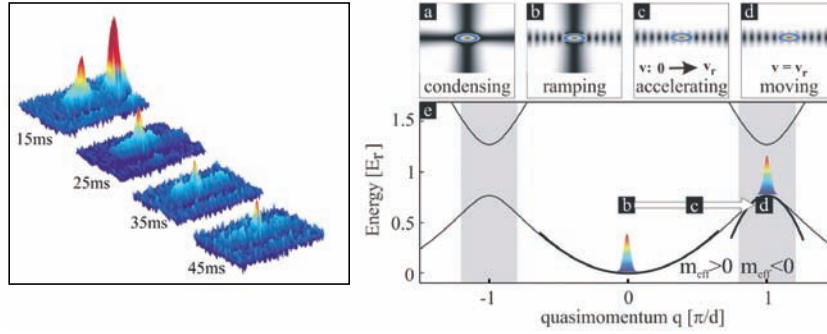 15ms
25ms
35ms
45ms
a
b
c
d
v: 0 → vr
v = vr
condensing
ramping
accelerating
moving
e
1.5
1
0.5
0
Energy [Er]
b
c
d
meff>0
meff<0
-1
0
1
quasimomentum q [π/d]